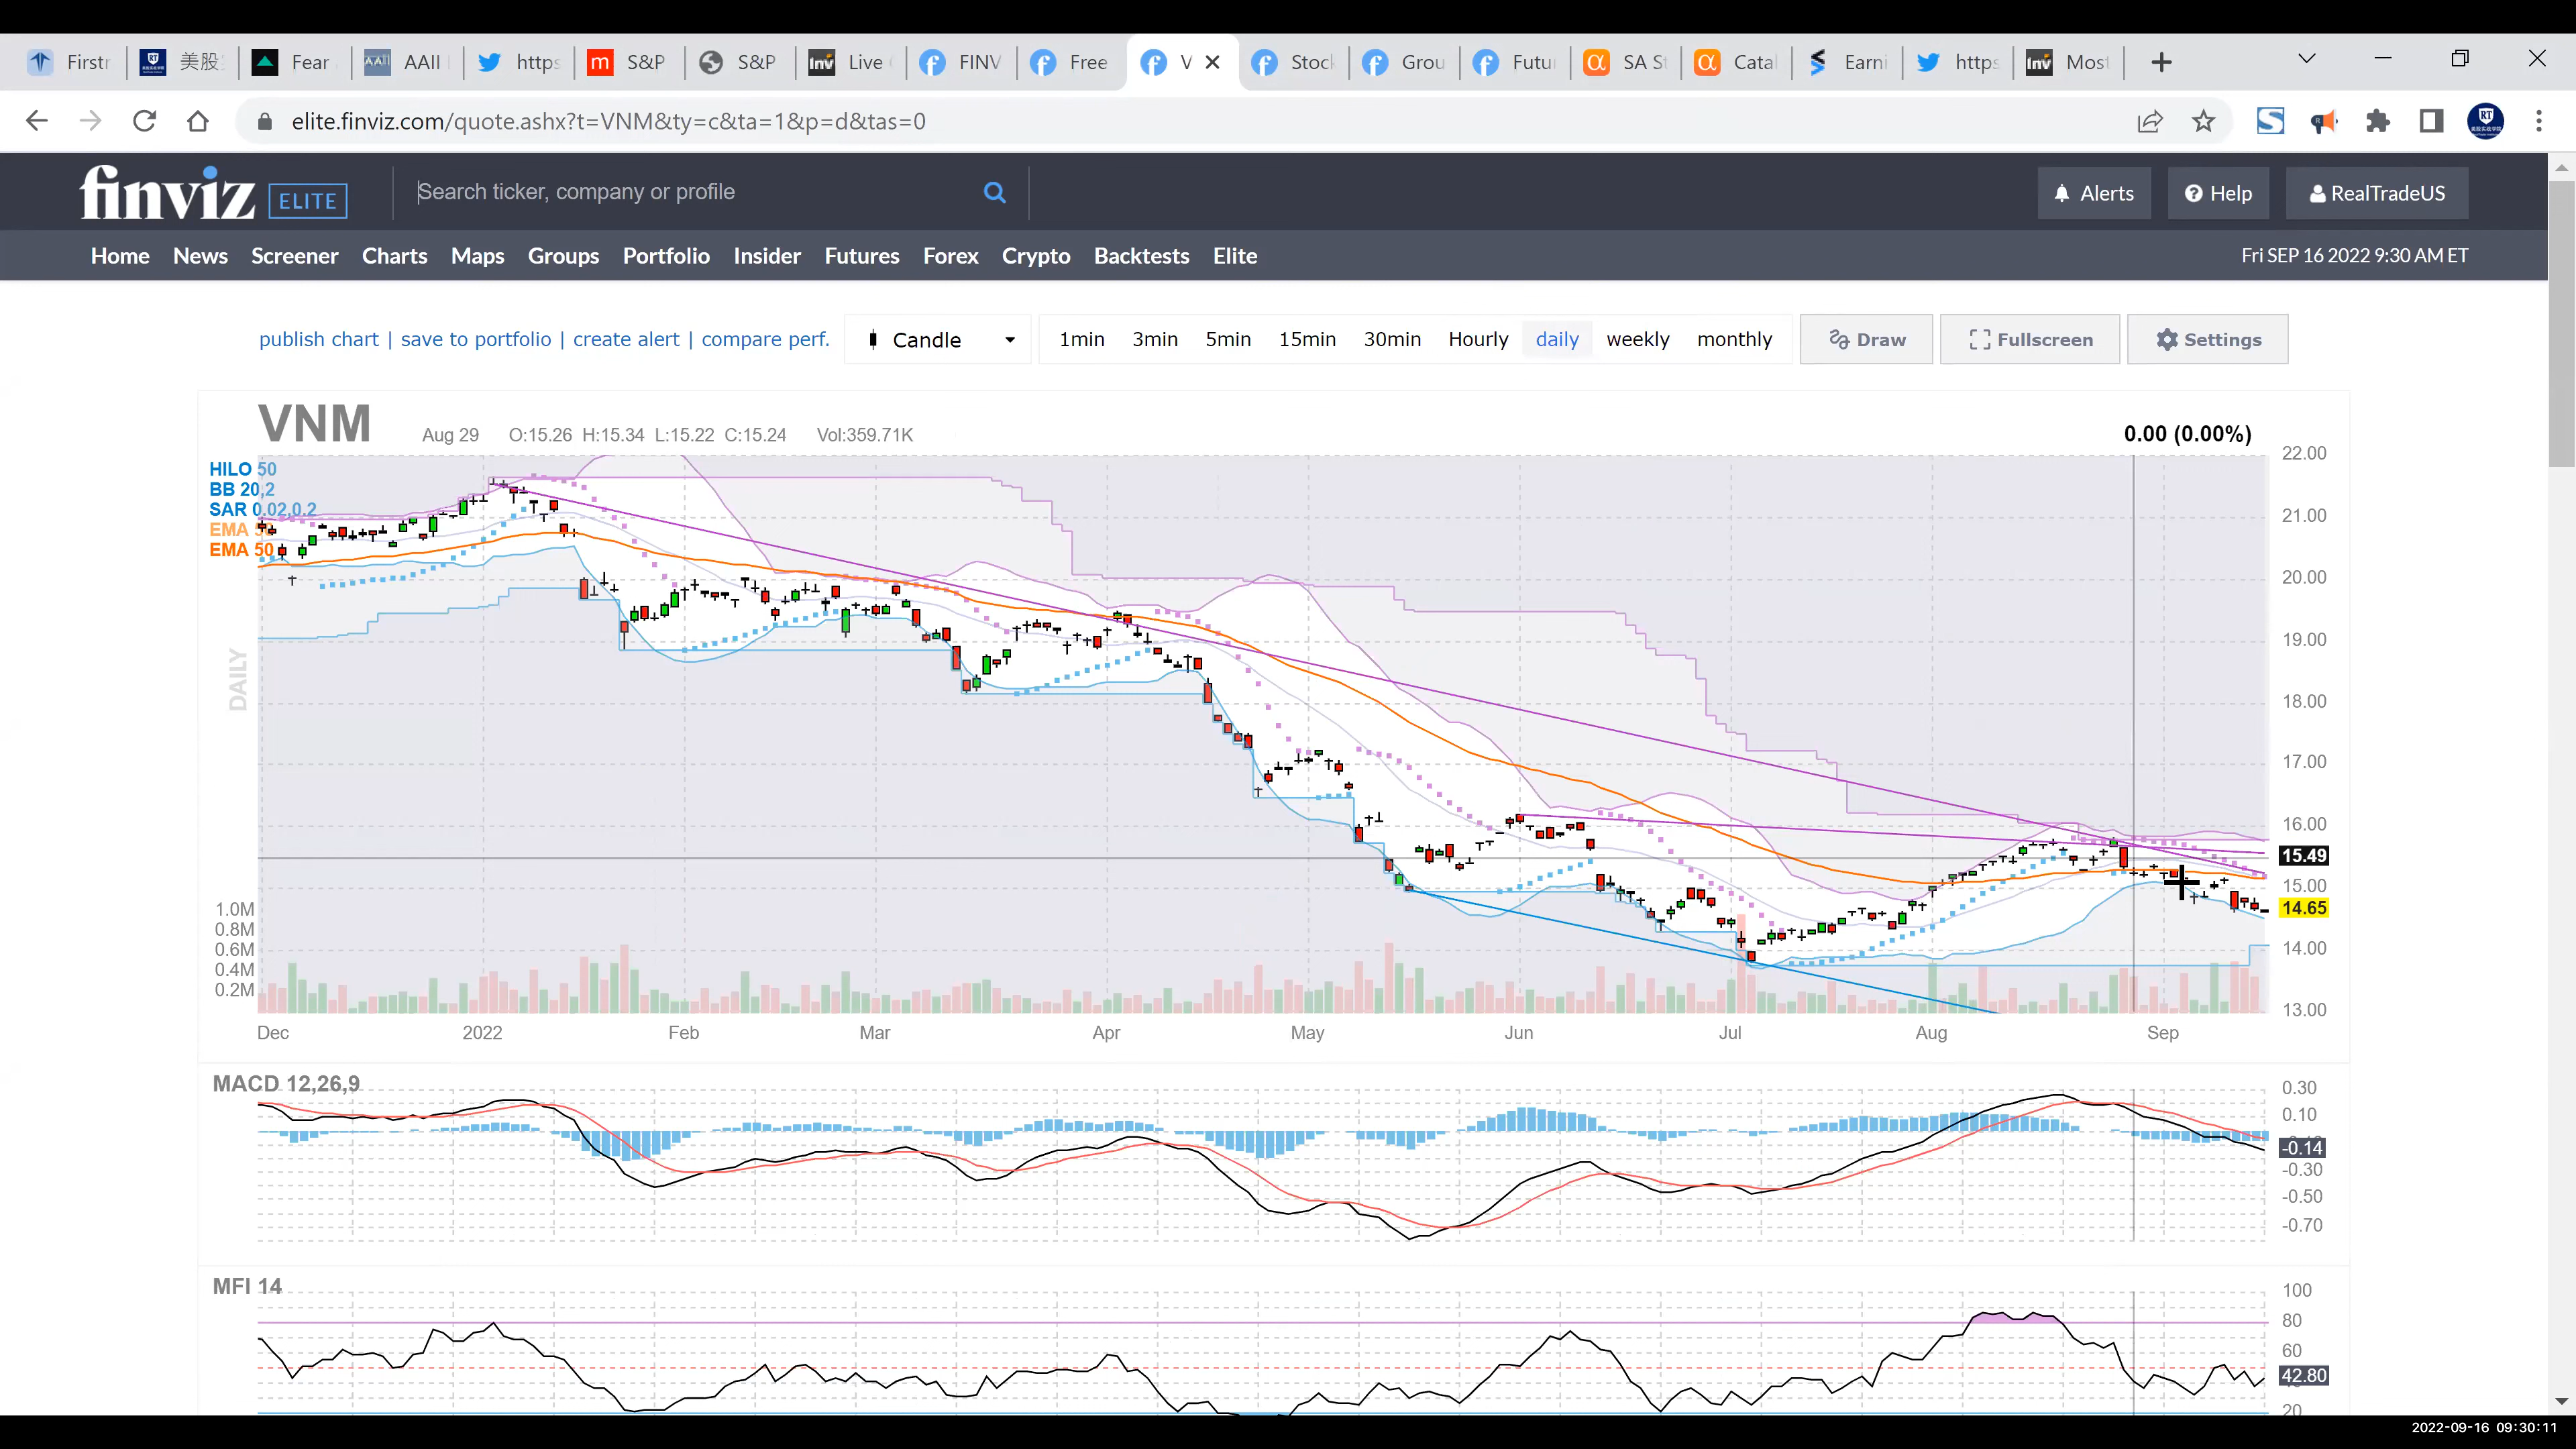 Firstr 美股 Fear AAII https S&P S&P Live FINV Free V Stock Grou Futur SA St Catal Earni https Most
elite.finviz.com/quote.ashx?t=VNM&ty=c&ta=1&p=d&tas=0
finviz ELITE Search ticker, company or profile Alerts Help RealTradeUS
Home News Screener Charts Maps Groups Portfolio Insider Futures Forex Crypto Backtests Elite Fri SEP 16 2022 9:30 AM ET
publish chart | save to portfolio | create alert | compare perf. Candle 1min 3min 5min 15min 30min Hourly daily weekly monthly Draw Fullscreen Settings
VNM Aug 29 O:15.26 H:15.34 L:15.22 C:15.24 Vol:359.71K 0.00 (0.00%)
22.00
HILO 50
BB 20,2
SAR 0.02,0.2
21.00
EMA
EMA 50
20.00
19.00
DAILY
18.00
17.00
16.00
15.49
15.00
14.65
1.0M
0.8M
0.6M
14.00
0.4M
0.2M
13.00
Dec 2022 Feb Mar Apr May Jun Jul Aug Sep
MACD 12,26,9
0.30
0.10
-0.14
-0.30
-0.50
-0.70
MFI 14
100
80
60
42.80
20
2022-09-16 09:30:11